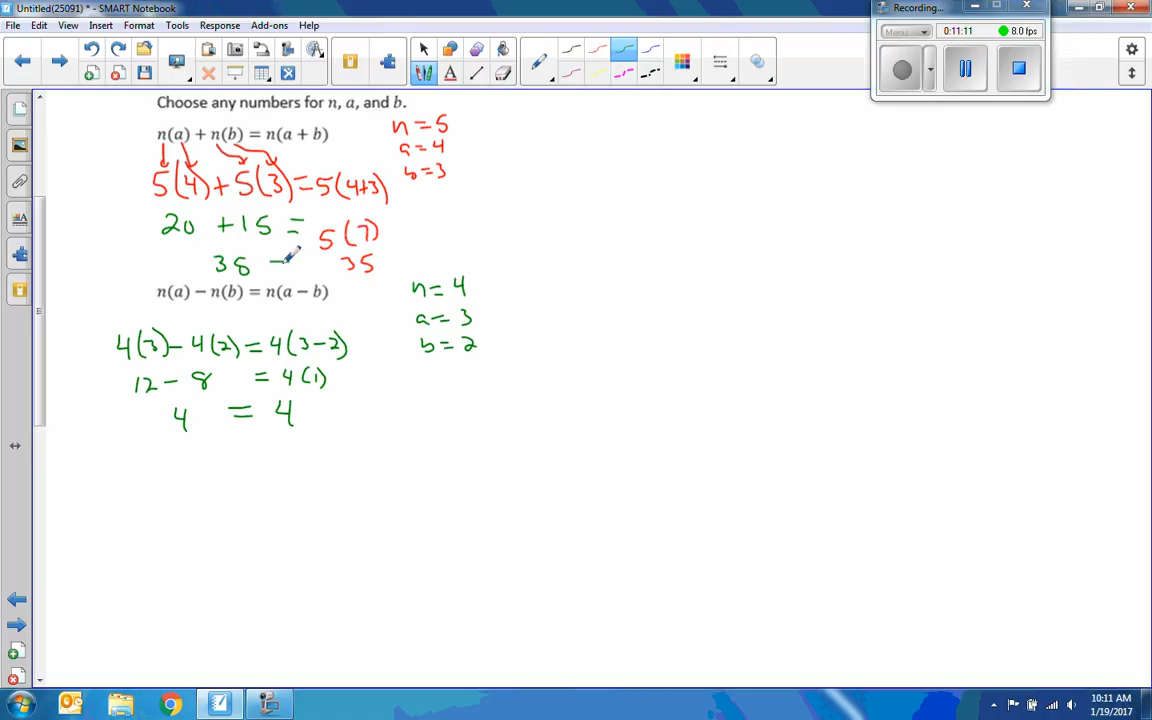 Untitled(25091) * - SMART Notebook
File Edit View Insert Format Tools Response Add-ons Help
Recording...
Menu 0:11:11 8.0 fps
Choose any numbers for n, a, and b.
n(a) + n(b) = n(a + b)
n = 5
a = 4
b = 3
5(4) + 5(3) = 5(4+3)
20 + 15 = 5(7)
38 - 35
n(a) − n(b) = n(a − b)
n = 4
a = 3
b = 2
4(3) - 4(2) = 4(3-2)
12 - 8 = 4(1)
4 = 4
10:11 AM
1/19/2017